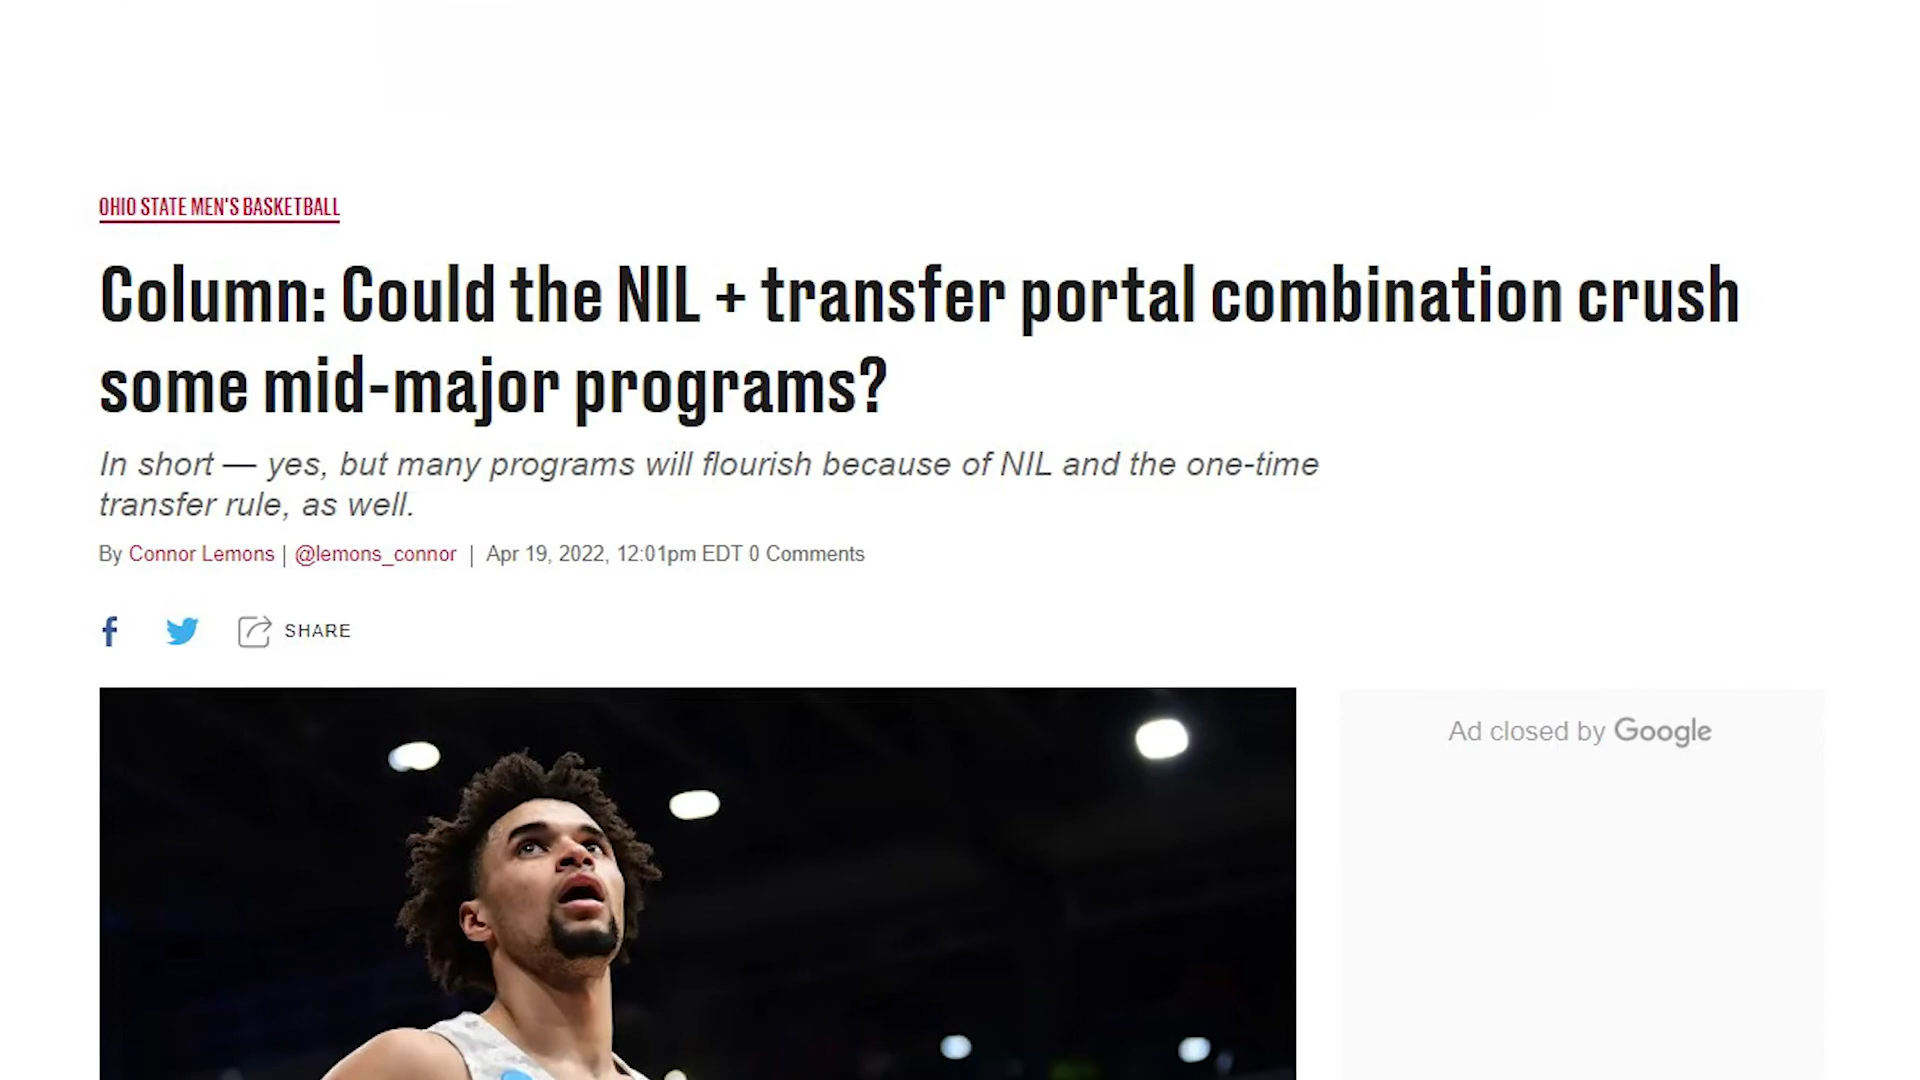 OHIO STATE MEN'S BASKETBALL
Column: Could the NIL + transfer portal combination crush
some mid-major programs?
In short — yes, but many programs will flourish because of NIL and the one-time
transfer rule, as well.
By Connor Lemons | @lemons_connor | Apr 19, 2022, 12:01pm EDT 0 Comments
SHARE
Ad closed by Google